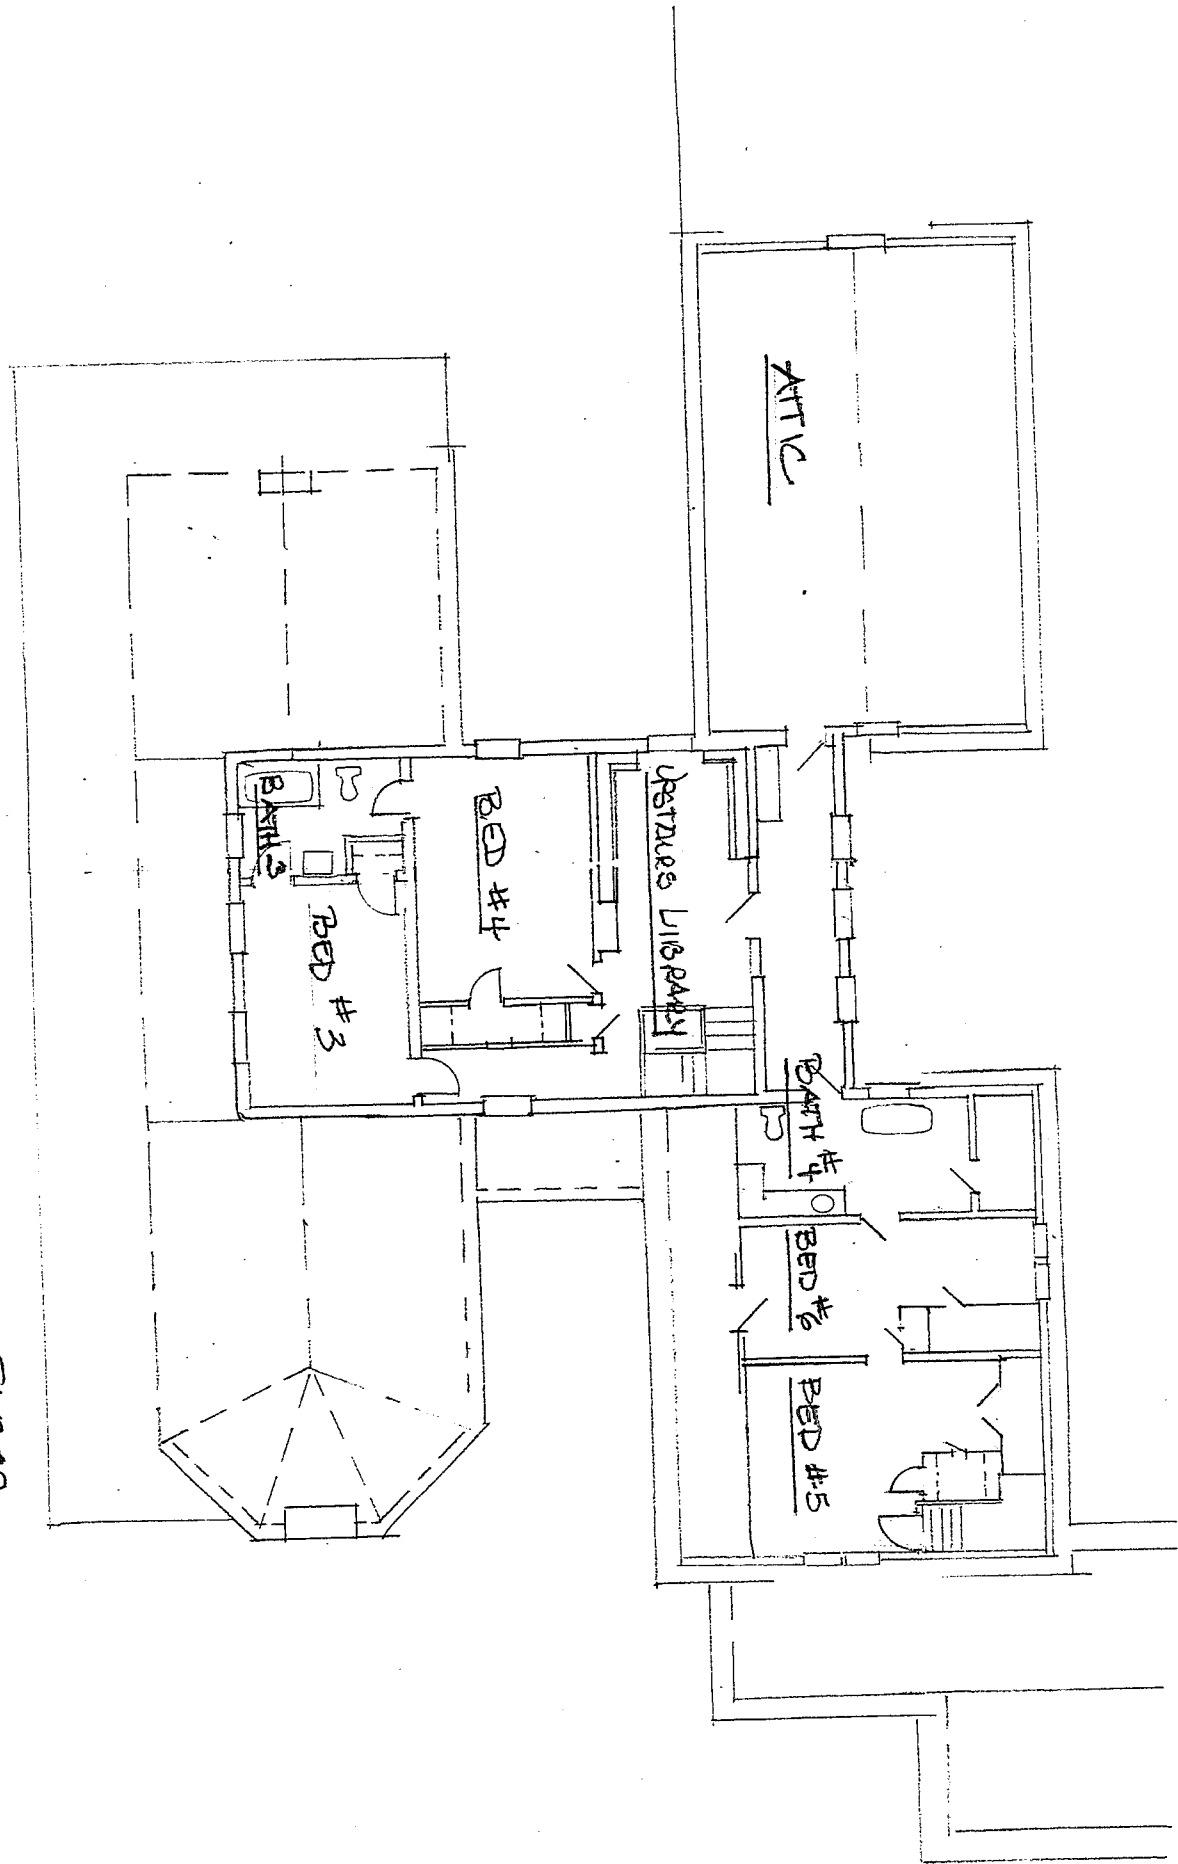 ATTIC
UPSTAIRS LIBRARY
BED #4
BATH 3
BED #3
BATH #4
BED #6
BED #5